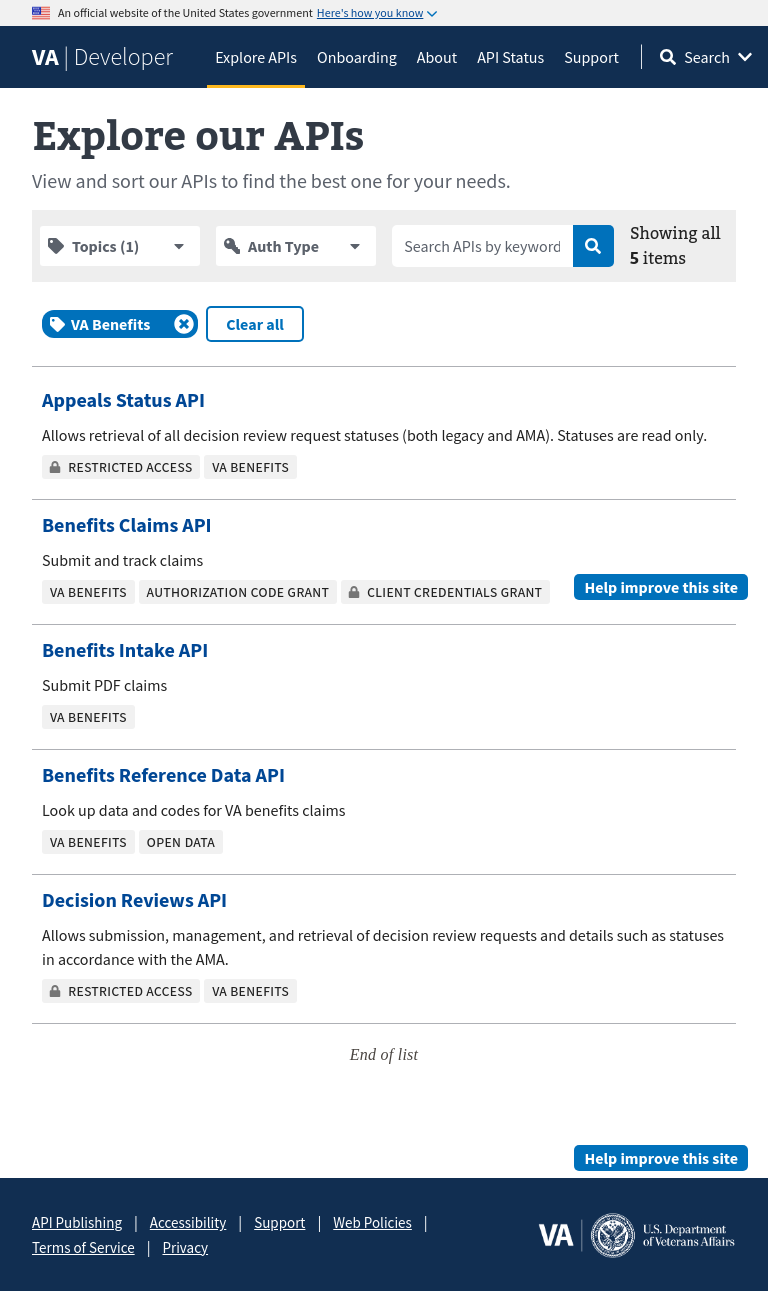 An official website of the United States government Here's how you know
VA | Developer Explore APIs Onboarding About API Status Support Search
Explore our APIs
View and sort our APIs to find the best one for your needs.
Topics (1) Auth Type Search APIs by keyword Showing all
5 items
VA Benefits Clear all
Appeals Status API
Allows retrieval of all decision review request statuses (both legacy and AMA). Statuses are read only.
RESTRICTED ACCESS VA BENEFITS
Benefits Claims API
Submit and track claims
VA BENEFITS AUTHORIZATION CODE GRANT CLIENT CREDENTIALS GRANT Help improve this site
Benefits Intake API
Submit PDF claims
VA BENEFITS
Benefits Reference Data API
Look up data and codes for VA benefits claims
VA BENEFITS OPEN DATA
Decision Reviews API
Allows submission, management, and retrieval of decision review requests and details such as statuses
in accordance with the AMA.
RESTRICTED ACCESS VA BENEFITS
End of list
Help improve this site
API Publishing | Accessibility | Support | Web Policies |
Terms of Service | Privacy
VA | U.S. Department
of Veterans Affairs